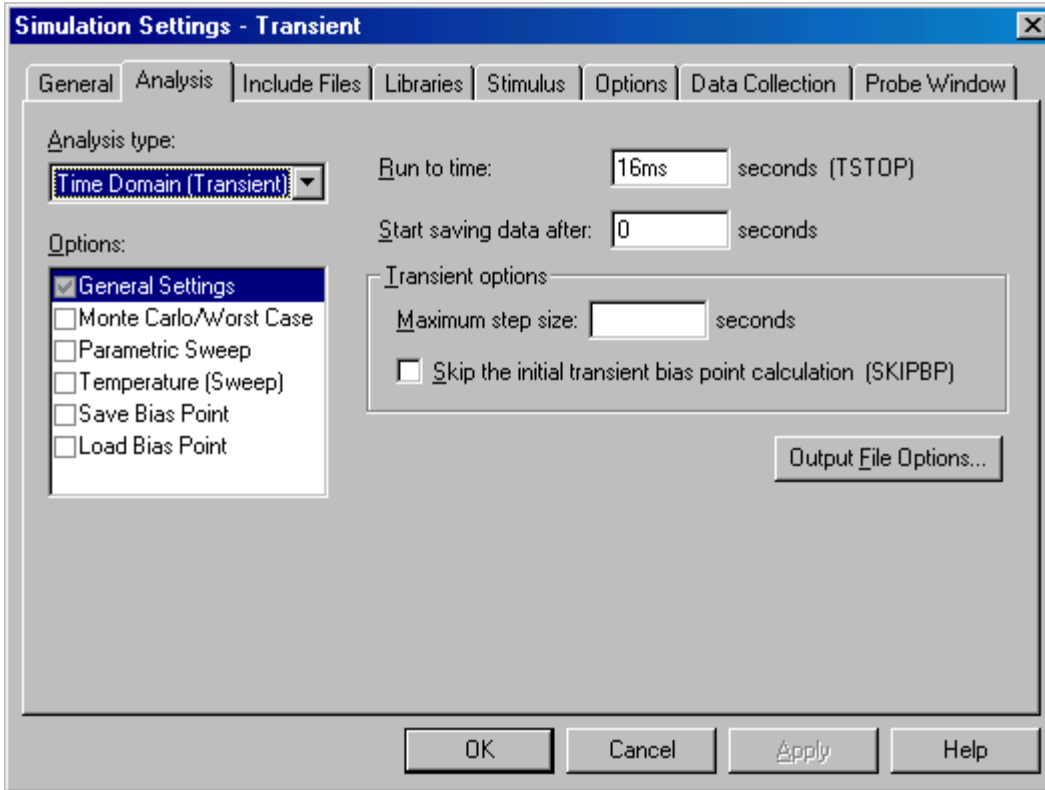 Simulation Settings - Transient
General Analysis Include Files Libraries Stimulus Options Data Collection Probe Window
Analysis type:
Time Domain (Transient)
Options:
General Settings
Monte Carlo/Worst Case
Parametric Sweep
Temperature (Sweep)
Save Bias Point
Load Bias Point
Run to time: 16ms seconds (TSTOP)
Start saving data after: 0 seconds
Transient options
Maximum step size: seconds
Skip the initial transient bias point calculation (SKIPBP)
Output File Options...
OK Cancel Apply Help